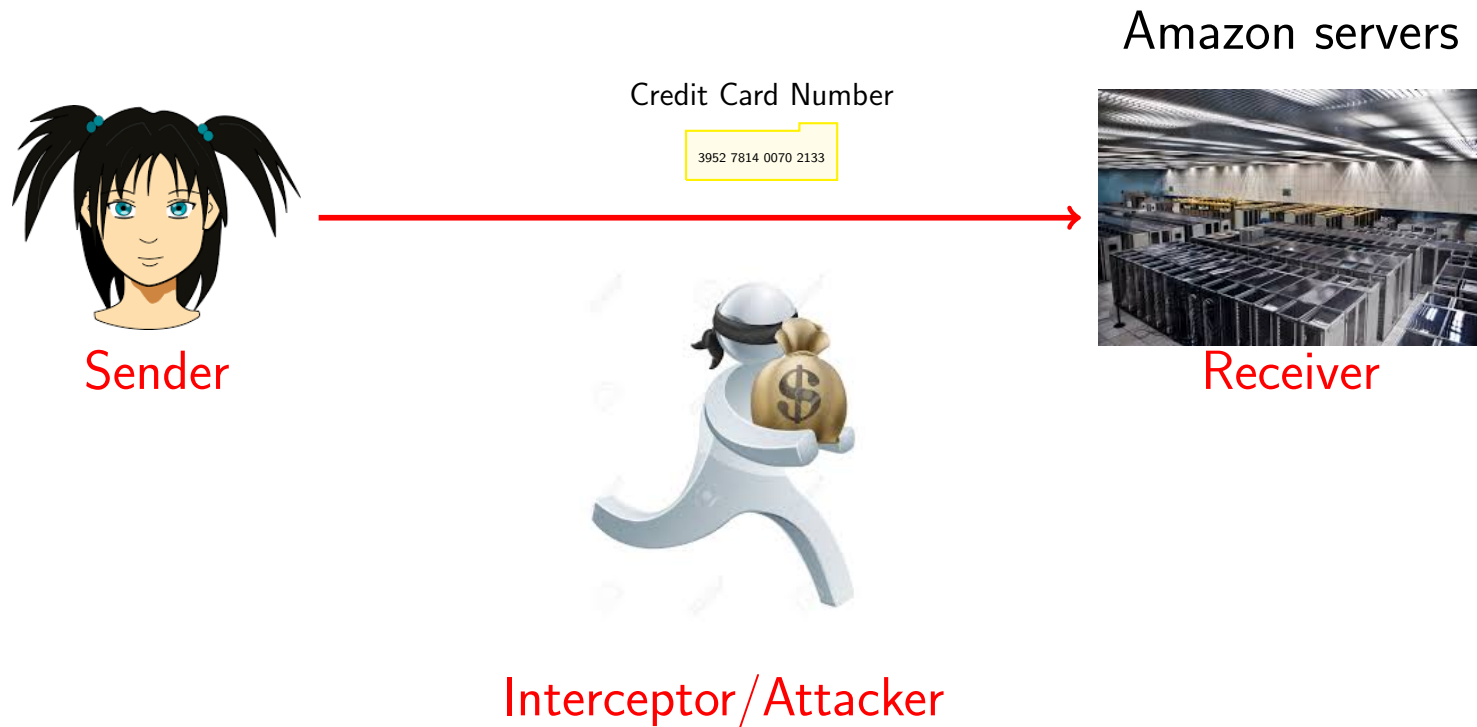 Amazon servers
Credit Card Number
3952 7814 0070 2133
Sender
Receiver
$
Interceptor/Attacker